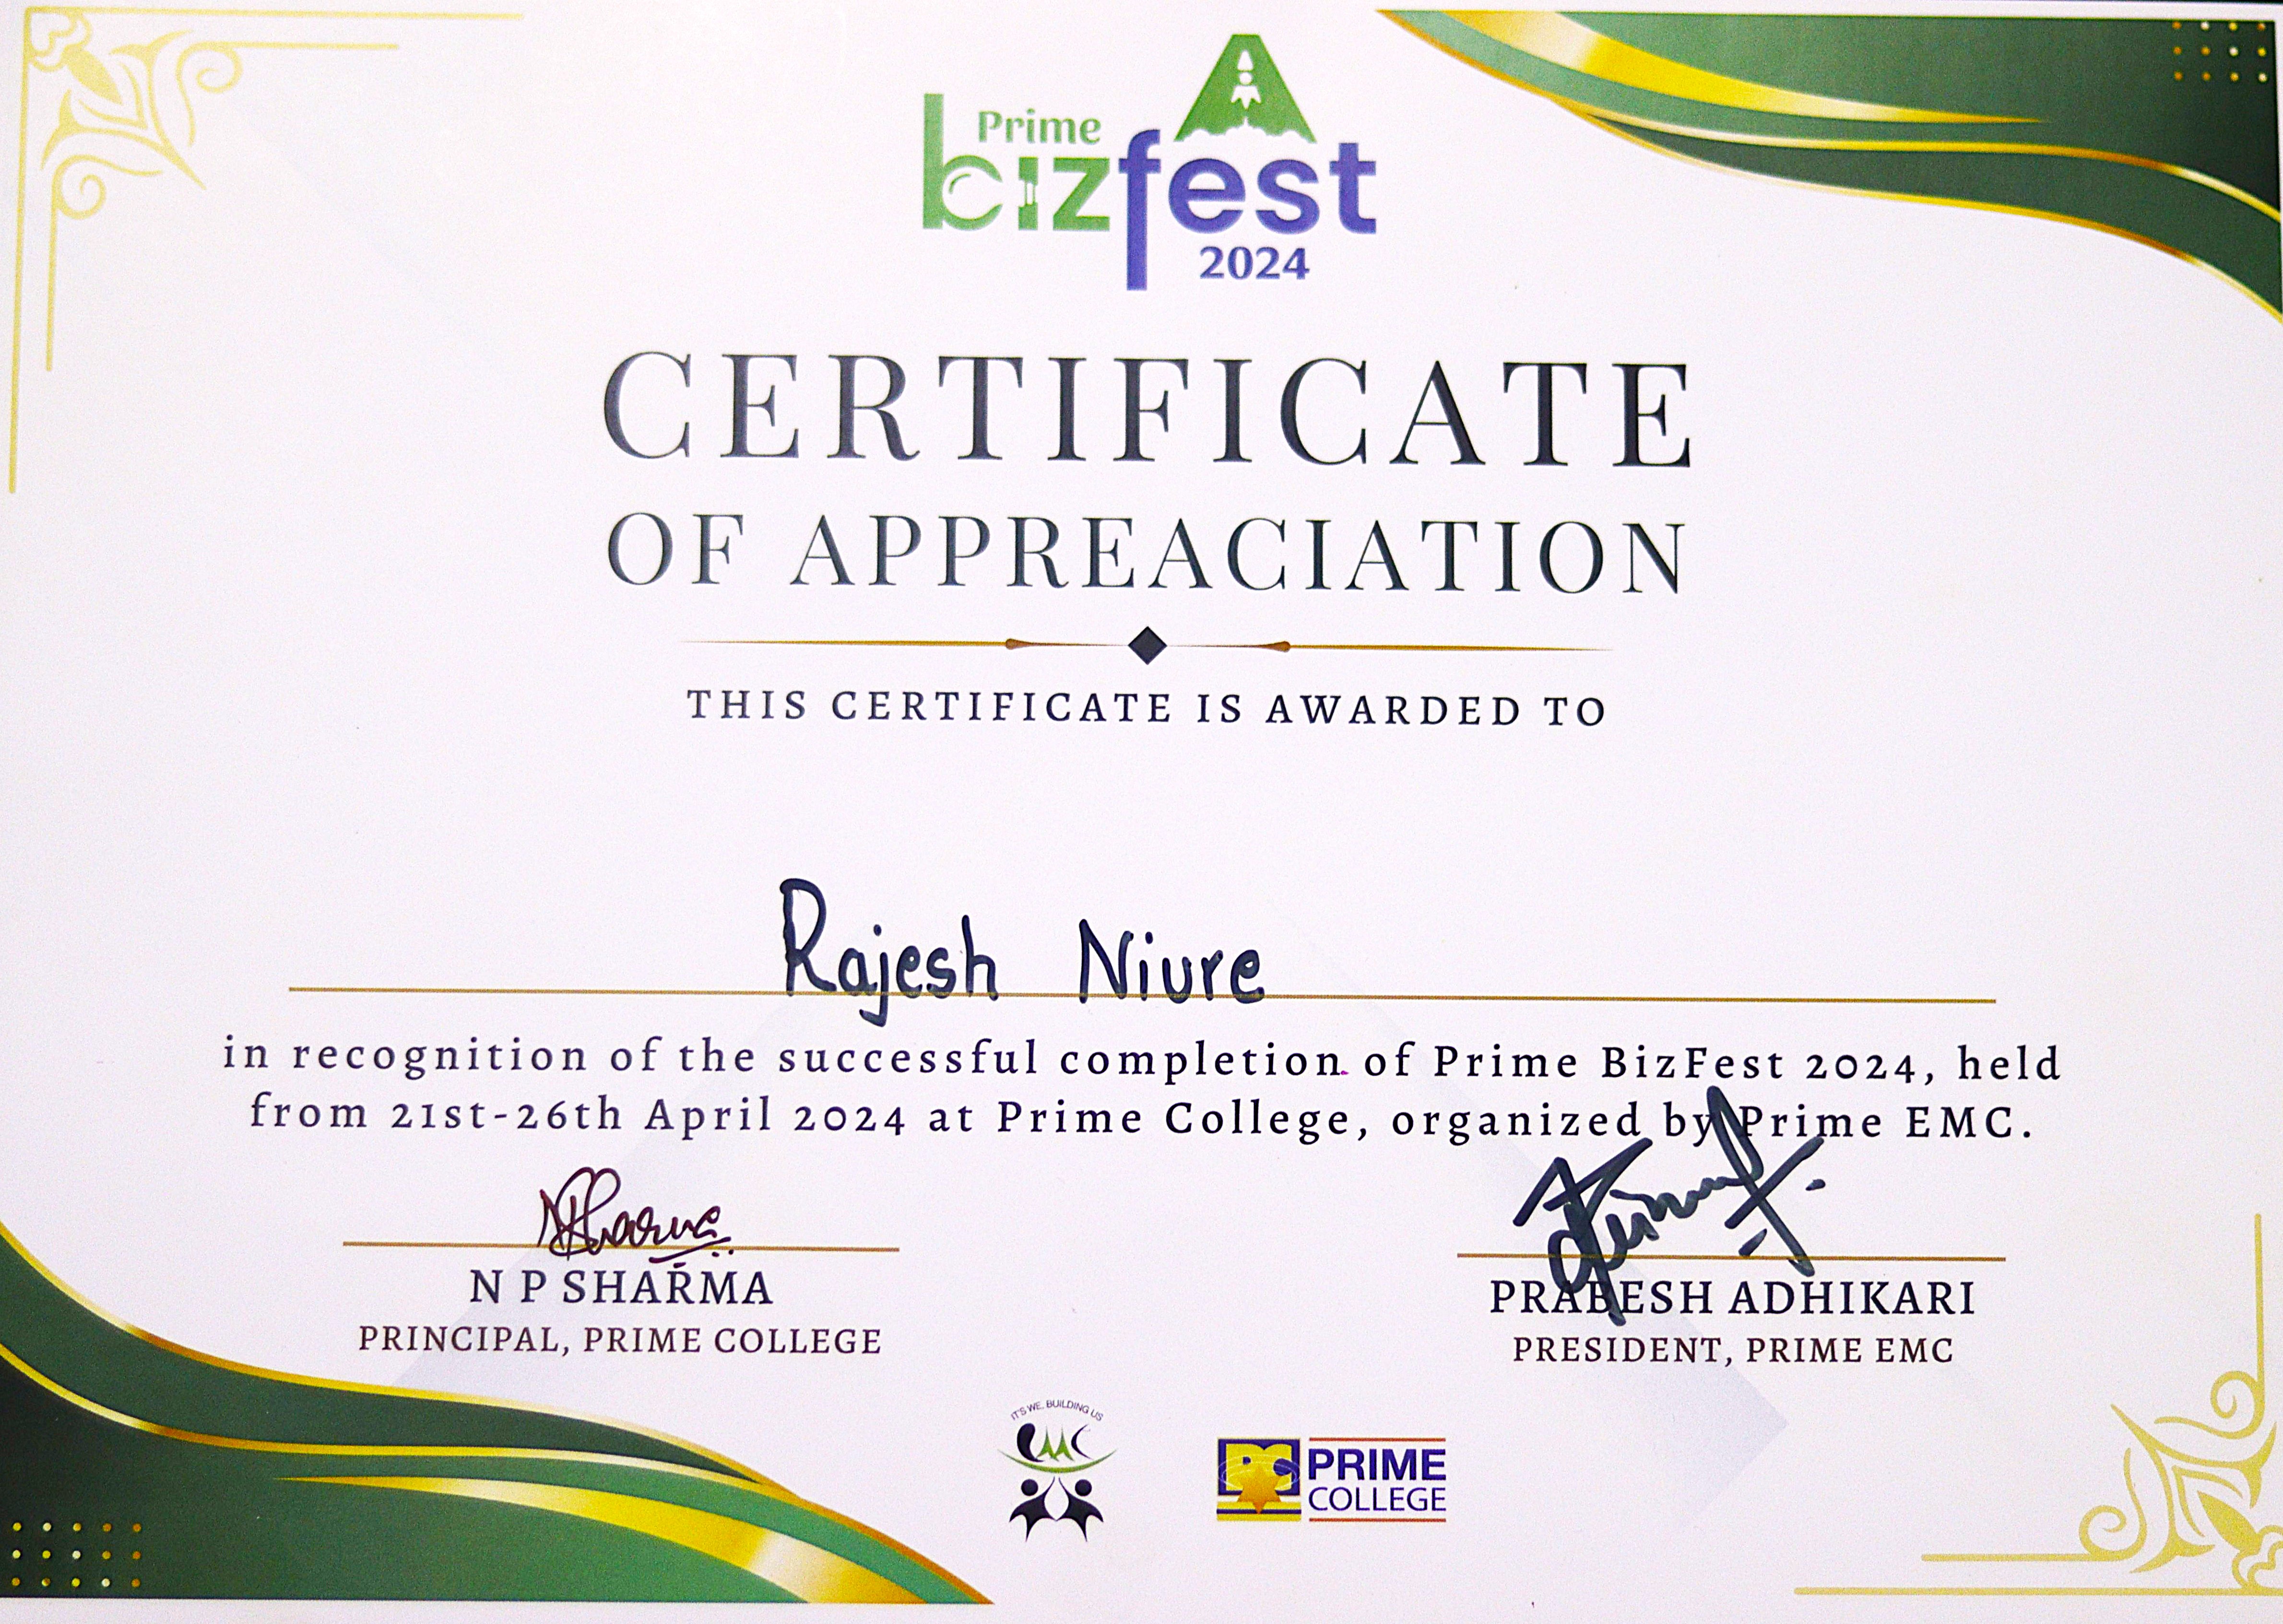 Prime
bizfest
2024
CERTIFICATE
OF APPREACIATION
THIS CERTIFICATE IS AWARDED TO
Rajesh Niure
in recognition of the successful completion of Prime BizFest 2024, held
from 21st-26th April 2024 at Prime College, organized by Prime EMC.
NPSharma
N P SHARMA
PRINCIPAL, PRIME COLLEGE
PRABESH ADHIKARI
PRESIDENT, PRIME EMC
IT'S WE, BUILDING US
EMC
PC PRIME
COLLEGE